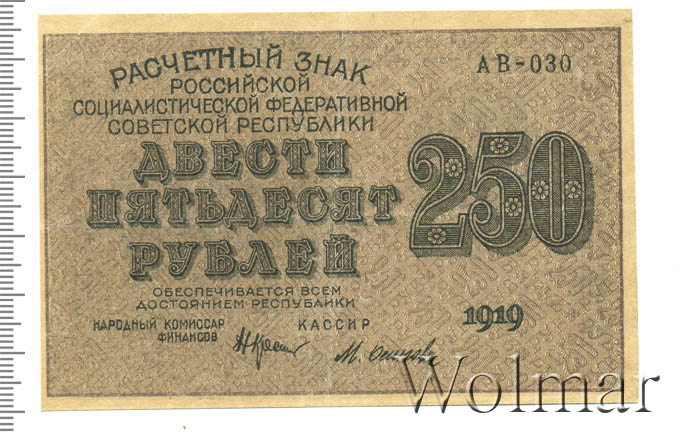 РАСЧЕТНЫЙ ЗНАК
РОССИЙСКОЙ
СОЦИАЛИСТИЧЕСКОЙ ФЕДЕРАТИВНОЙ
СОВЕТСКОЙ РЕСПУБЛИКИ
ДВЕСТИ
ПЯТЬДЕСЯТ
РУБЛЕЙ
ОБЕСПЕЧИВАЕТСЯ ВСЕМ
ДОСТОЯНИЕМ РЕСПУБЛИКИ
НАРОДНЫЙ КОМИССАР
ФИНАНСОВ
КАССИР
М. Осипов
АВ-030
250
1919
Wolmar